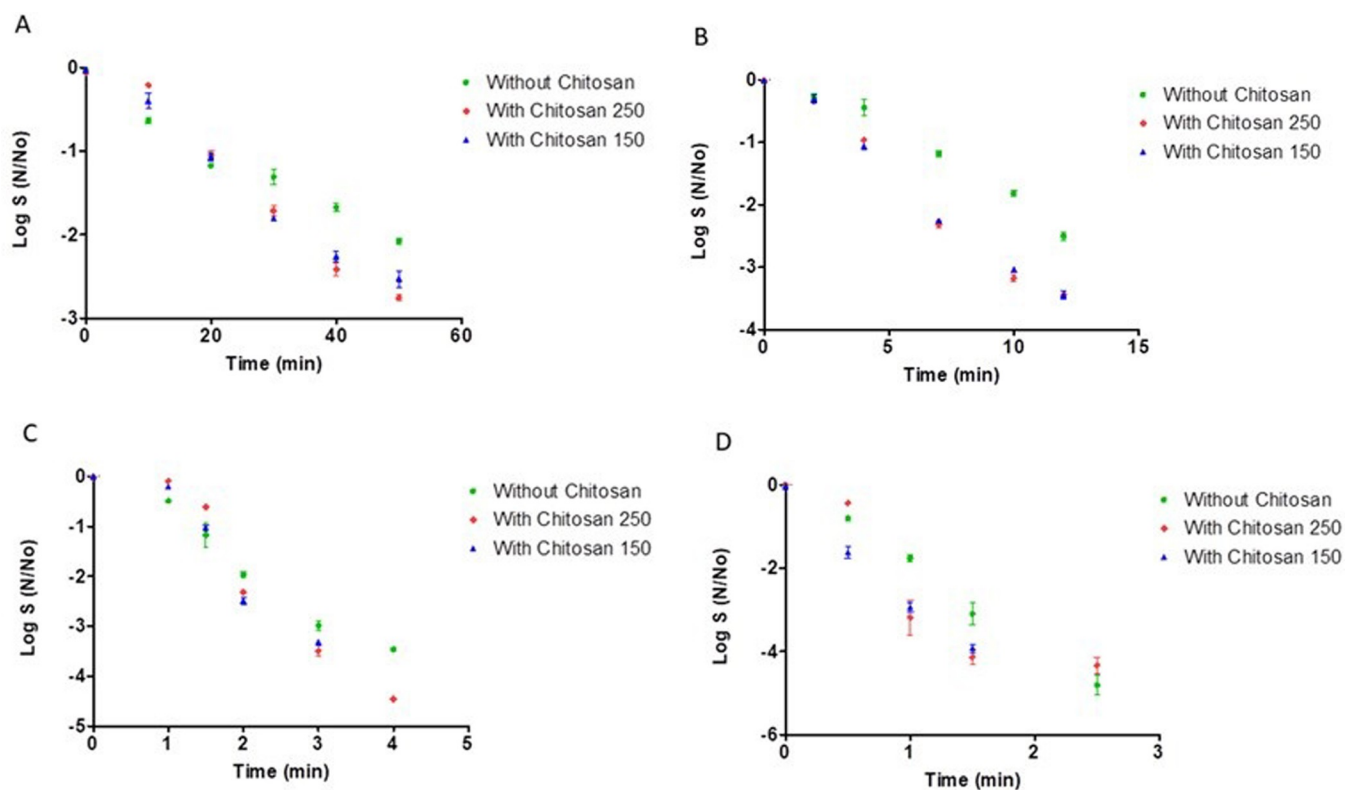 A
0
-1
-2
-3
Log S (N/No)
0
20
40
60
Time (min)
Without Chitosan
With Chitosan 250
With Chitosan 150
B
0
-1
-2
-3
-4
Log S (N/No)
0
5
10
15
Time (min)
Without Chitosan
With Chitosan 250
With Chitosan 150
C
0
-1
-2
-3
-4
-5
Log S (N/No)
0
1
2
3
4
5
Time (min)
Without Chitosan
With Chitosan 250
With Chitosan 150
D
0
-2
-4
-6
Log S (N/No)
0
1
2
3
Time (min)
Without Chitosan
With Chitosan 250
With Chitosan 150